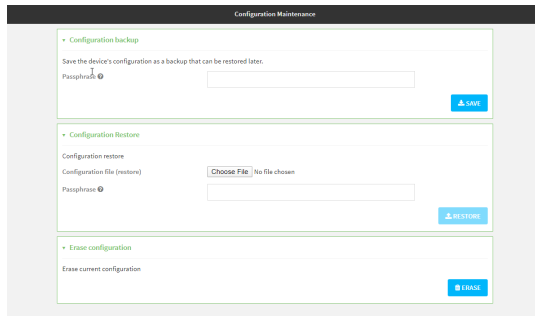 Configuration Maintenance
Configuration backup
Save the device's configuration as a backup that can be restored later.
Passphrase
SAVE
Configuration Restore
Configuration restore
Configuration file (restore) Choose File No file chosen
Passphrase
RESTORE
Erase configuration
Erase current configuration
ERASE